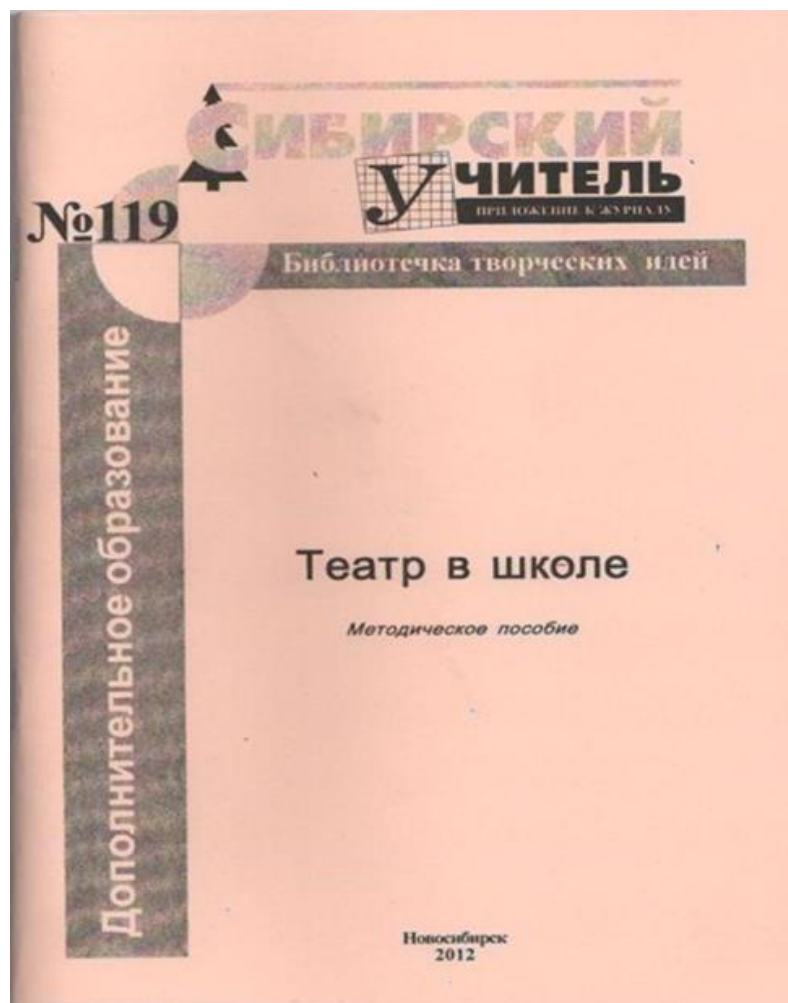 СИБИРСКИЙ
УЧИТЕЛЬ
ПРИЛОЖЕНИЕ К ЖУРНАЛУ
№119
Библиотечка творческих идей
Дополнительное образование
Театр в школе
Методическое пособие
Новосибирск
2012